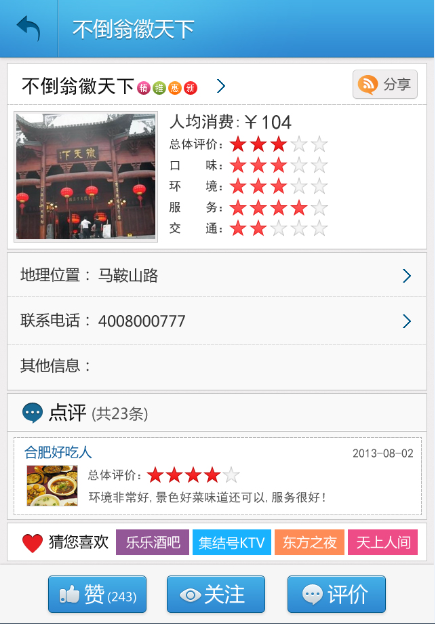 不倒翁徽天下
不倒翁徽天下
分享
人均消费:￥104
总体评价:
口 味:
环 境:
服 务:
交 通:
徽天下
地理位置： 马鞍山路
联系电话： 4008000777
其他信息：
点评 (共23条)
合肥好吃人 2013-08-02
总体评价:
环境非常好, 景色好菜味道还可以, 服务很好！
猜您喜欢 乐乐酒吧 集结号KTV 东方之夜 天上人间
赞 (243) 关注 评价